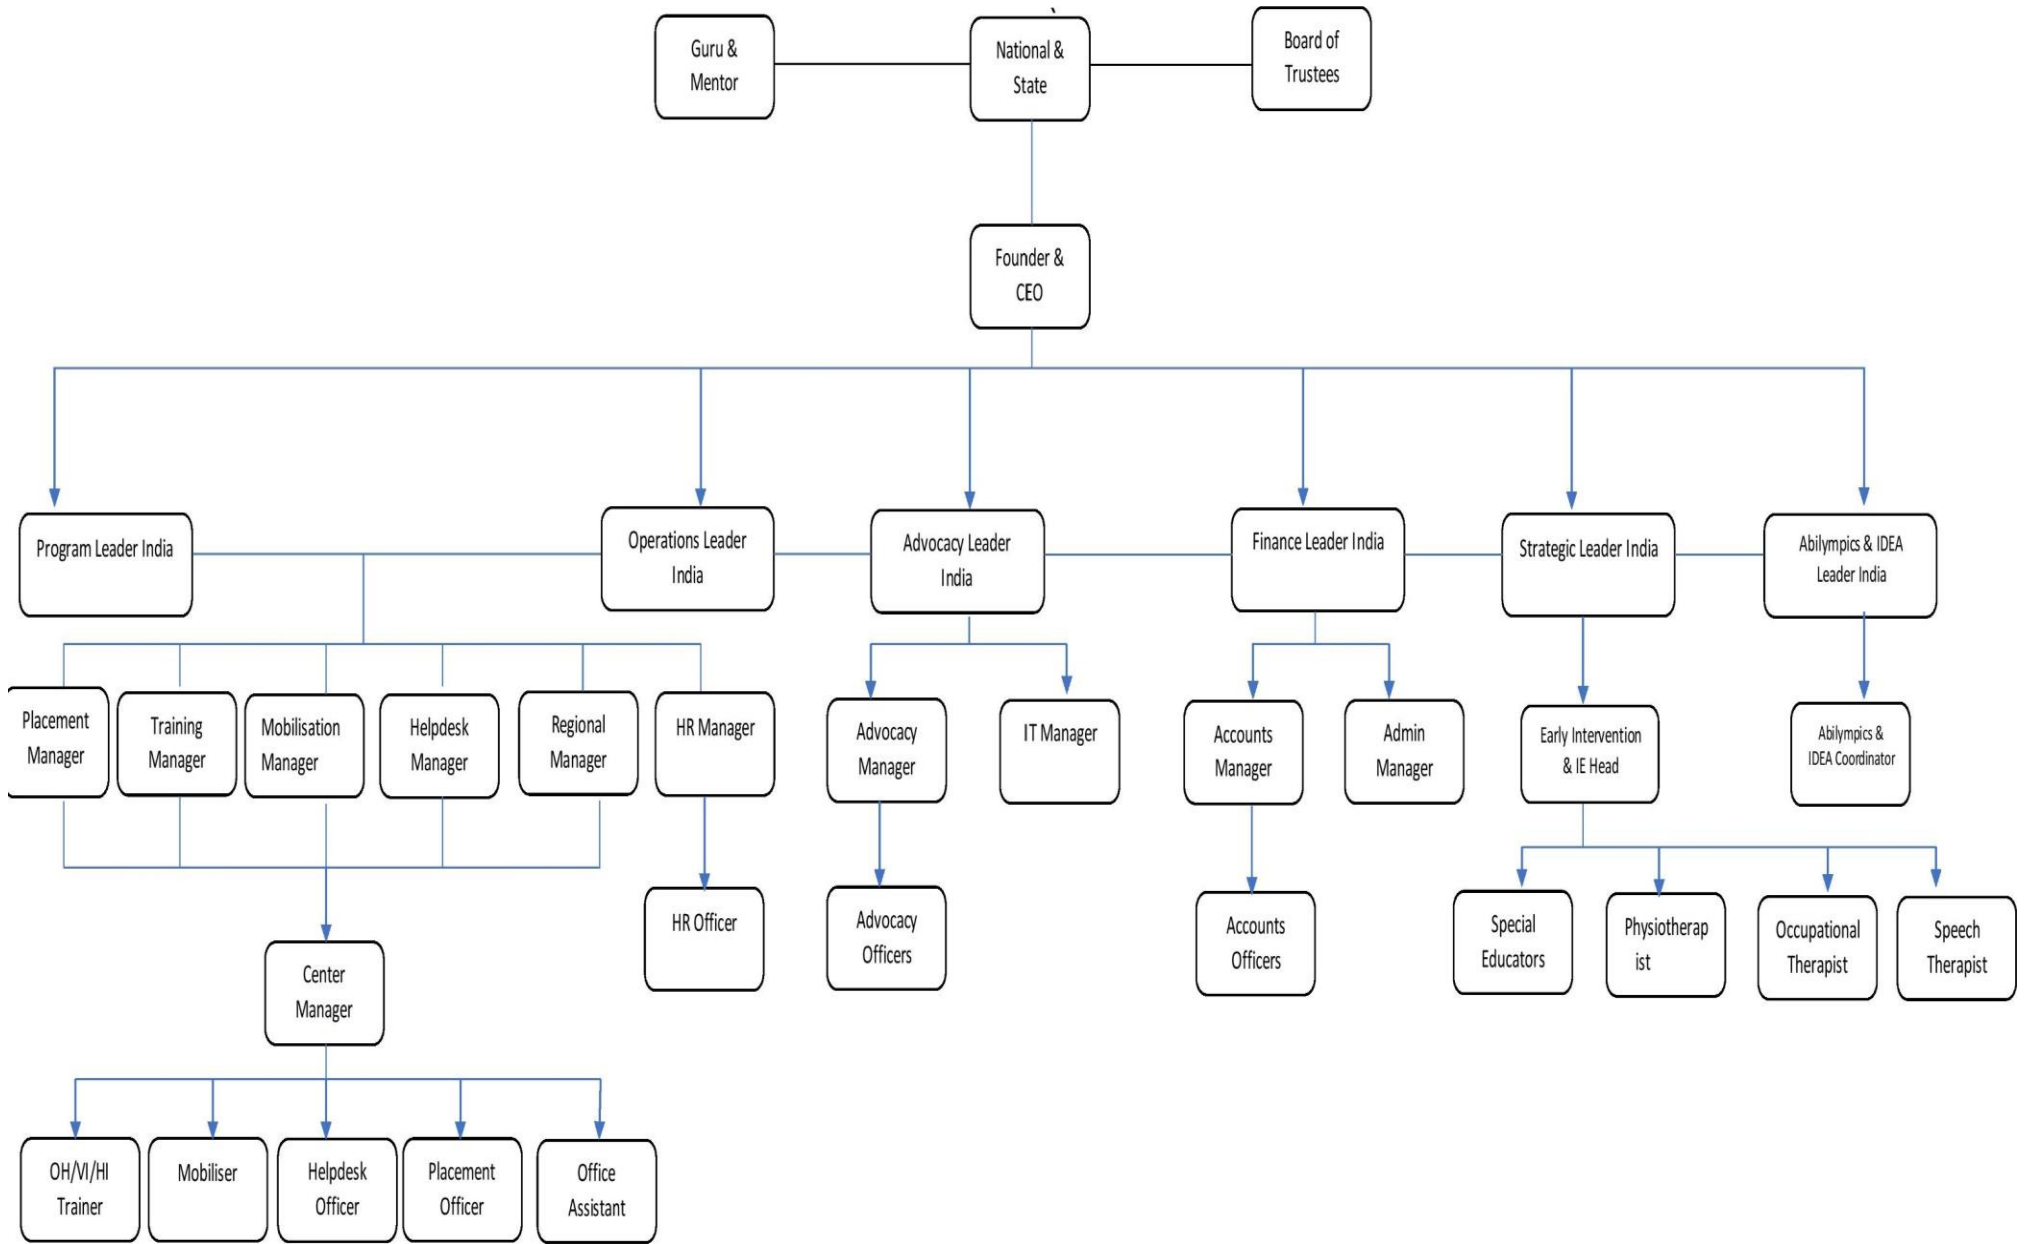 Guru &
Mentor
National &
State
Board of
Trustees
Founder &
CEO
Program Leader India
Operations Leader
India
Advocacy Leader
India
Finance Leader India
Strategic Leader India
Abilympics & IDEA
Leader India
Placement
Manager
Training
Manager
Mobilisation
Manager
Helpdesk
Manager
Regional
Manager
HR Manager
Advocacy
Manager
IT Manager
Accounts
Manager
Admin
Manager
Early Intervention
& IE Head
Abilympics &
IDEA Coordinator
Center
Manager
HR Officer
Advocacy
Officers
Accounts
Officers
Special
Educators
Physiotherap
ist
Occupational
Therapist
Speech
Therapist
OH/VI/HI
Trainer
Mobiliser
Helpdesk
Officer
Placement
Officer
Office
Assistant